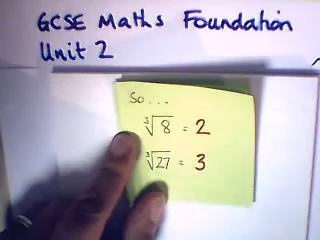 GCSE Maths Foundation
Unit 2
So...
∛8 = 2
∛27 = 3